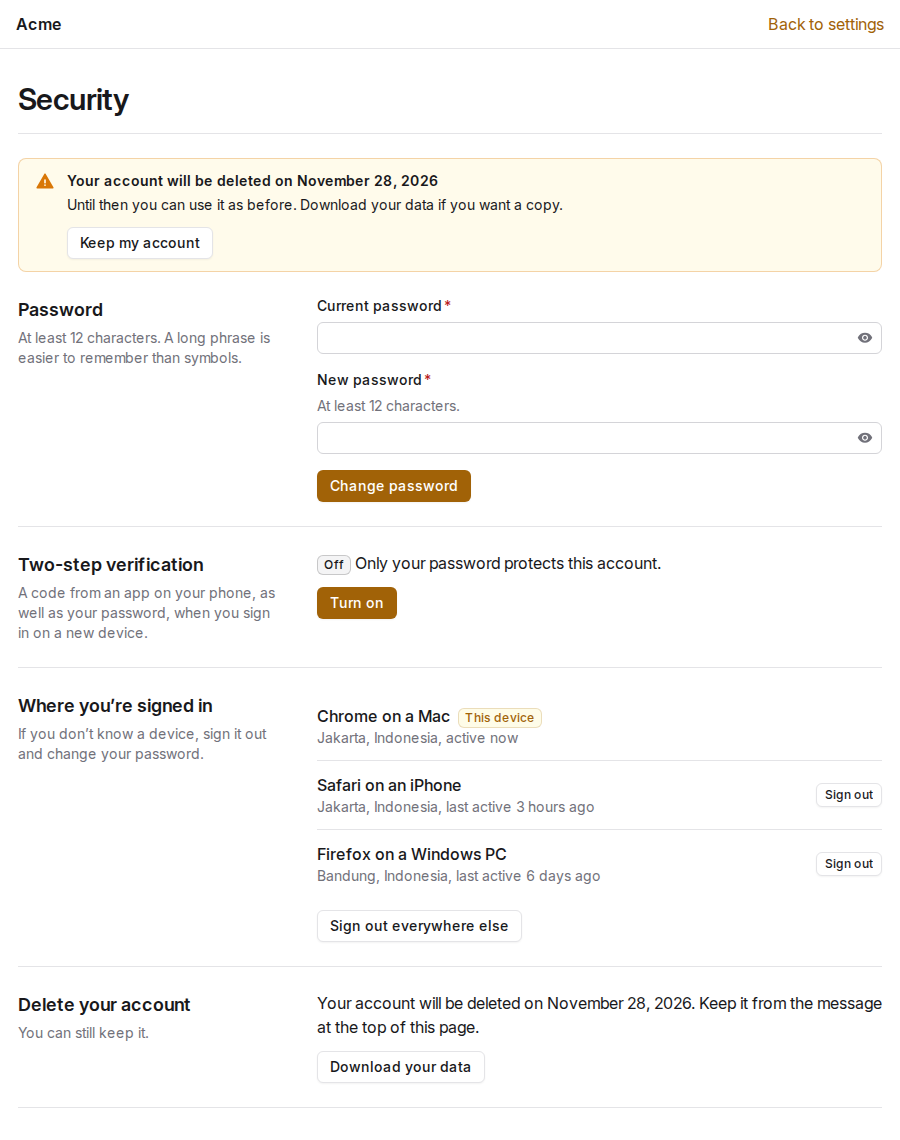 Acme
Back to settings
Security
Your account will be deleted on November 28, 2026
Until then you can use it as before. Download your data if you want a copy.
Keep my account
Password
At least 12 characters. A long phrase is
easier to remember than symbols.
Current password*
New password*
At least 12 characters.
Change password
Two-step verification
A code from an app on your phone, as
well as your password, when you sign
in on a new device.
Off Only your password protects this account.
Turn on
Where you’re signed in
If you don’t know a device, sign it out
and change your password.
Chrome on a Mac This device
Jakarta, Indonesia, active now
Safari on an iPhone
Jakarta, Indonesia, last active 3 hours ago
Sign out
Firefox on a Windows PC
Bandung, Indonesia, last active 6 days ago
Sign out
Sign out everywhere else
Delete your account
You can still keep it.
Your account will be deleted on November 28, 2026. Keep it from the message
at the top of this page.
Download your data